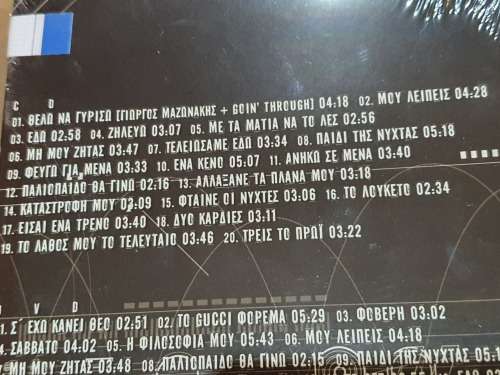 C D
01. ΘΕΛΩ ΝΑ ΓΥΡΙΣΩ [ΓΙΩΡΓΟΣ ΜΑΖΩΝΑΚΗΣ + GOIN' THROUGH] 04:18 02. ΜΟΥ ΛΕΙΠΕΙΣ 04:28
03. ΕΔΩ 02:58 04. ΖΗΛΕΥΩ 03:07 05. ΜΕ ΤΑ ΜΑΤΙΑ ΝΑ ΤΟ ΛΕΣ 02:56
06. ΜΗ ΜΟΥ ΖΗΤΑΣ 03:47 07. ΤΕΛΕΙΩΣΑΜΕ ΕΔΩ 03:34 08. ΠΑΙΔΙ ΤΗΣ ΝΥΧΤΑΣ 05:18
09. ΦΕΥΓΩ ΓΙΑ ΜΕΝΑ 03:33 10. ΕΝΑ ΚΕΝΟ 05:07 11. ΑΝΗΚΩ ΣΕ ΜΕΝΑ 03:40
12. ΠΑΛΙΟΠΑΙΔΟ ΘΑ ΓΙΝΩ 02:16 13. ΑΛΛΑΞΑΝΕ ΤΑ ΠΛΑΝΑ ΜΟΥ 03:18
14. ΚΑΤΑΣΤΡΟΦΗ ΜΟΥ 03:09 15. ΦΤΑΙΝΕ ΟΙ ΝΥΧΤΕΣ 03:06 16. ΤΟ ΛΟΥΚΕΤΟ 02:34
17. ΕΙΣΑΙ ΕΝΑ ΤΡΕΝΟ 03:40 18. ΔΥΟ ΚΑΡΔΙΕΣ 03:11
19. ΤΟ ΛΑΘΟΣ ΜΟΥ ΤΟ ΤΕΛΕΥΤΑΙΟ 03:46 20. ΤΡΕΙΣ ΤΟ ΠΡΩΪ 03:22
D V D
1. Σ' ΕΧΩ ΚΑΝΕΙ ΘΕΟ 02:51 02. ΤΟ GUCCI ΦΟΡΕΜΑ 05:29 03. ΦΟΒΕΡΗ 03:02
4. ΣΑΒΒΑΤΟ 04:02 05. Η ΦΙΛΟΣΟΦΙΑ ΜΟΥ 05:43 06. ΜΟΥ ΛΕΙΠΕΙΣ 04:18
7. ΜΗ ΜΟΥ ΖΗΤΑΣ 03:48 08. ΠΑΛΙΟΠΑΙΔΟ ΘΑ ΓΙΝΩ 02:15 09. ΠΑΙΔΙ ΤΗΣ ΝΥΧΤΑΣ 05: